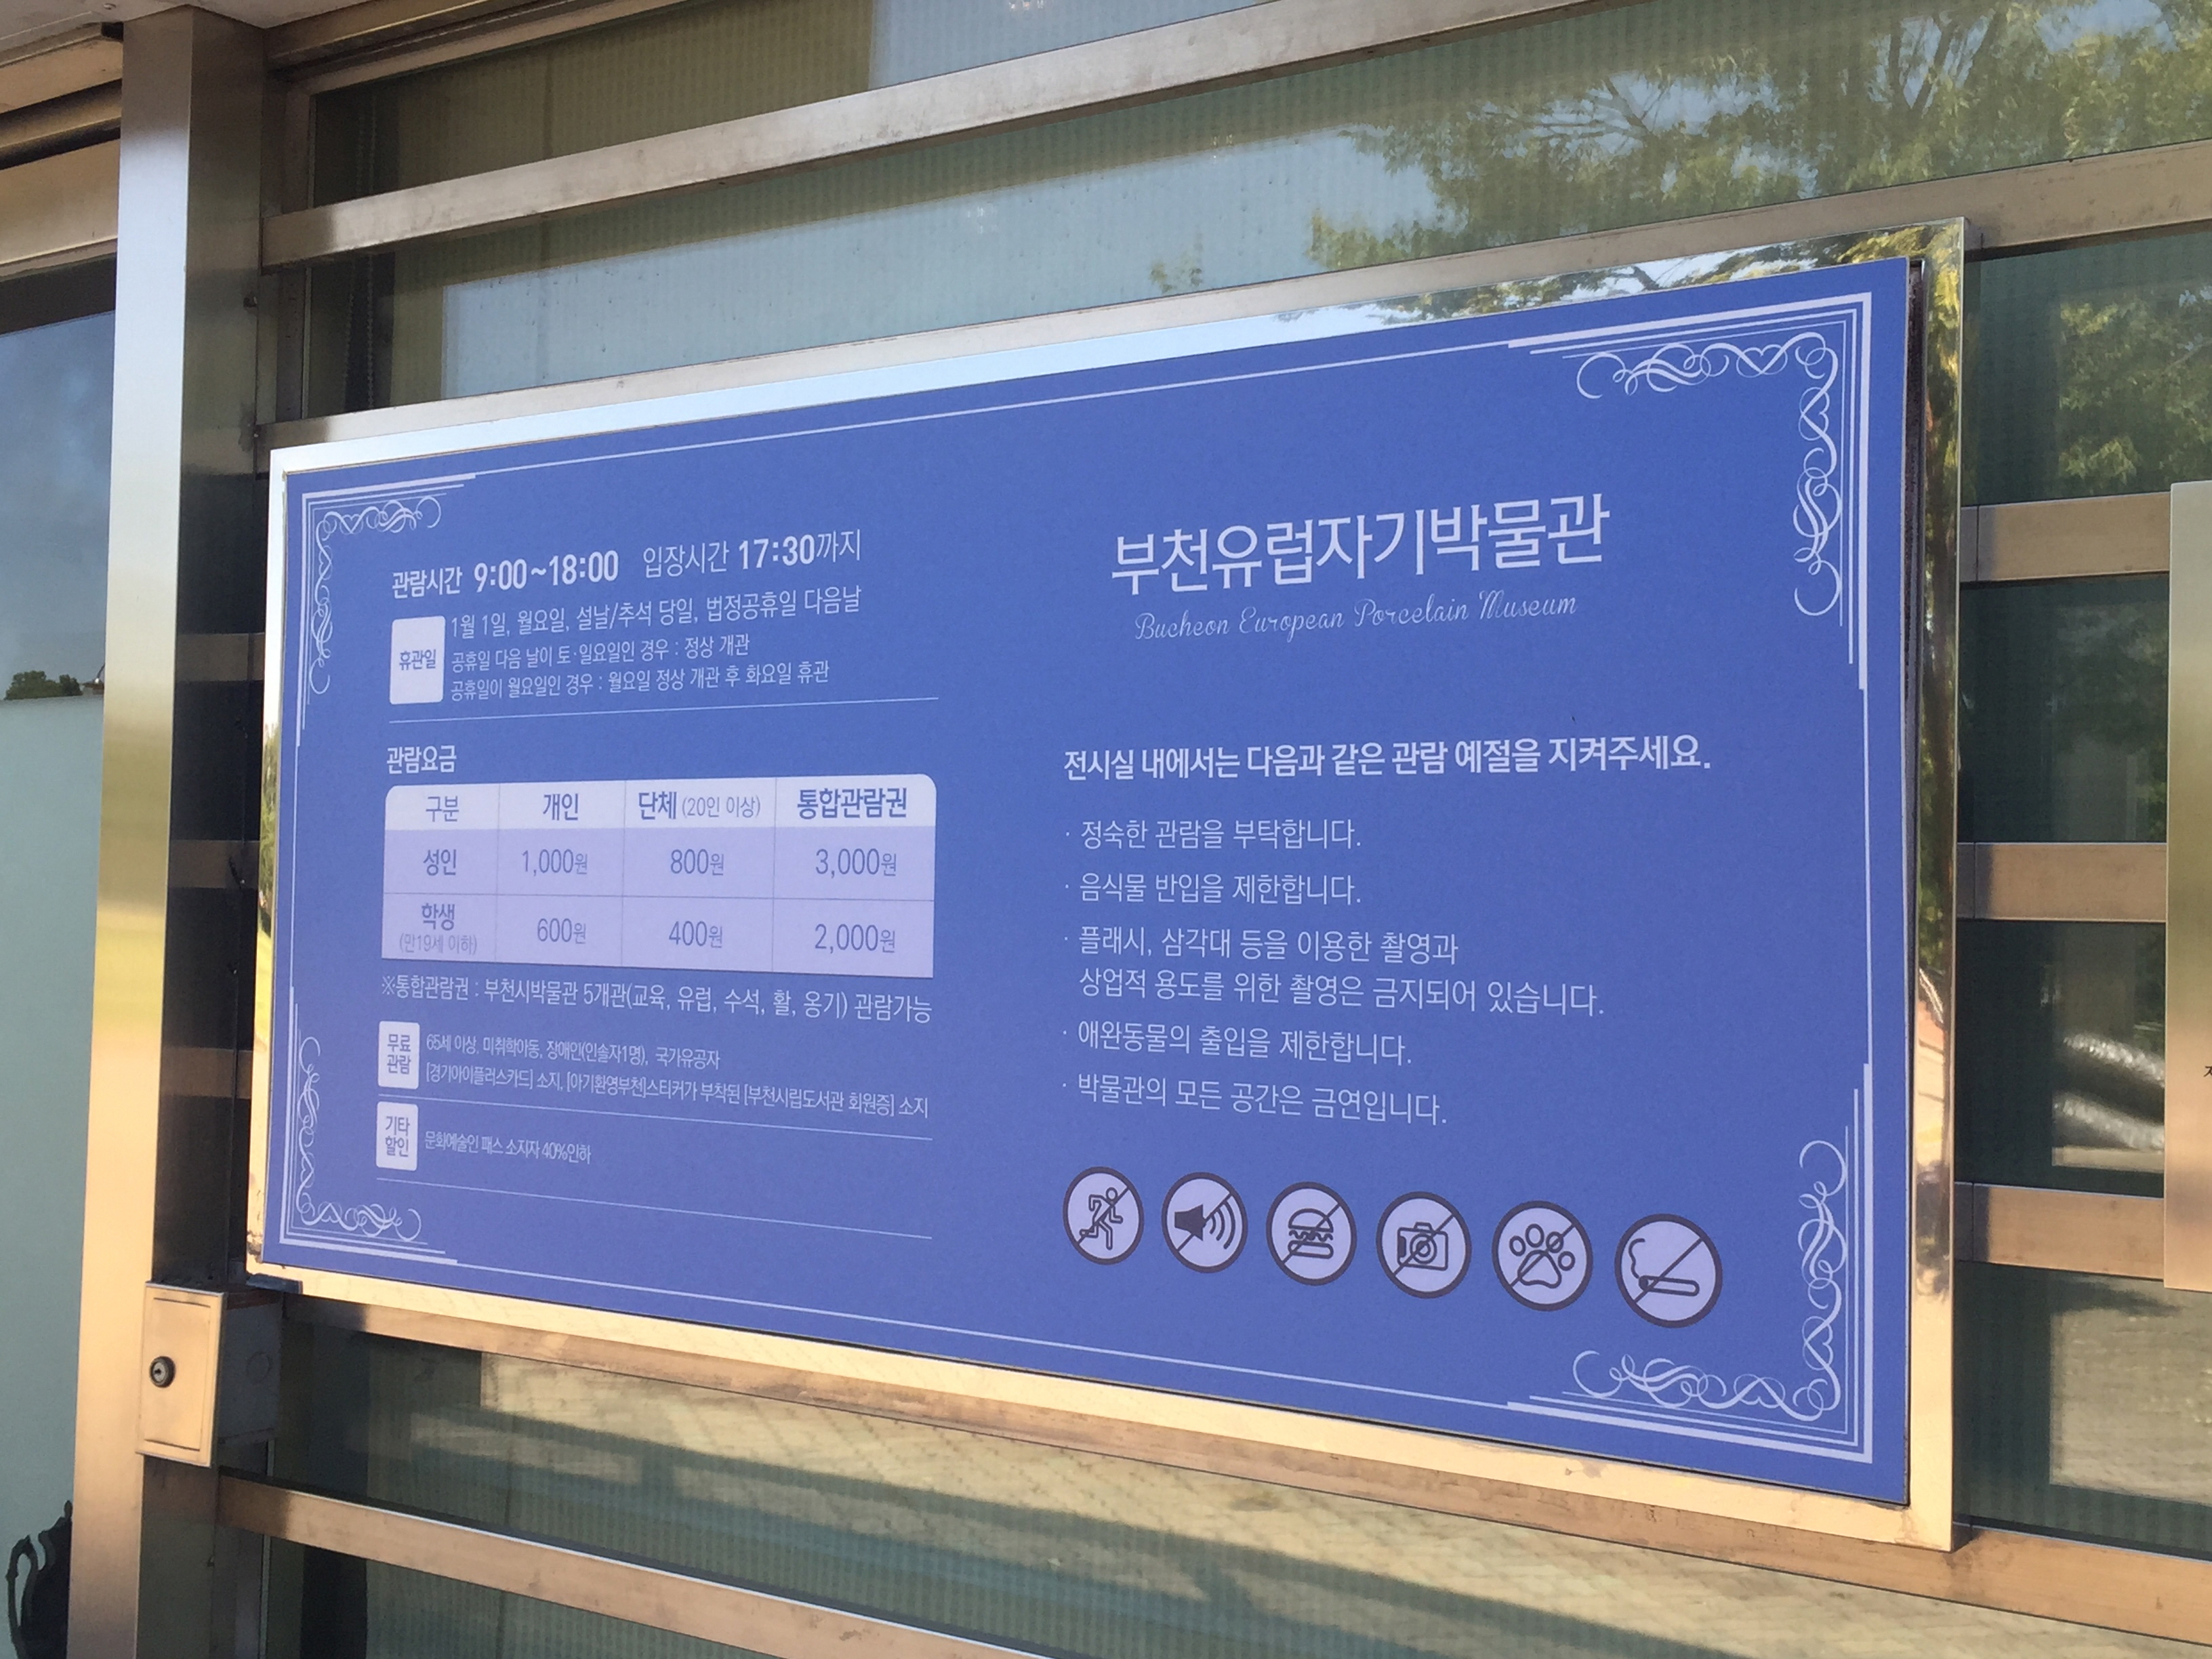 관람시간 9:00~18:00 입장시간 17:30까지
휴관일
1월 1일, 월요일, 설날/추석 당일, 법정공휴일 다음날
공휴일 다음 날이 토·일요일인 경우 : 정상 개관
공휴일이 월요일인 경우 : 월요일 정상 개관 후 화요일 휴관
관람요금
구분 개인 단체 (20인 이상) 통합관람권
성인 1,000원 800원 3,000원
학생 600원 400원 2,000원
(만19세 이하)
※통합관람권 : 부천시박물관 5개관(교육, 유럽, 수석, 활, 옹기) 관람가능
무료
관람
65세 이상, 미취학아동, 장애인(인솔자1명), 국가유공자
[경기아이플러스카드] 소지, [아기환영부천]스티커가 부착된 [부천시립도서관 회원증] 소지
기타
할인
문화예술인 패스 소지자 40%인하
부천유럽자기박물관
Bucheon European Porcelain Museum
전시실 내에서는 다음과 같은 관람 예절을 지켜주세요.
· 정숙한 관람을 부탁합니다.
· 음식물 반입을 제한합니다.
· 플래시, 삼각대 등을 이용한 촬영과
상업적 용도를 위한 촬영은 금지되어 있습니다.
· 애완동물의 출입을 제한합니다.
· 박물관의 모든 공간은 금연입니다.